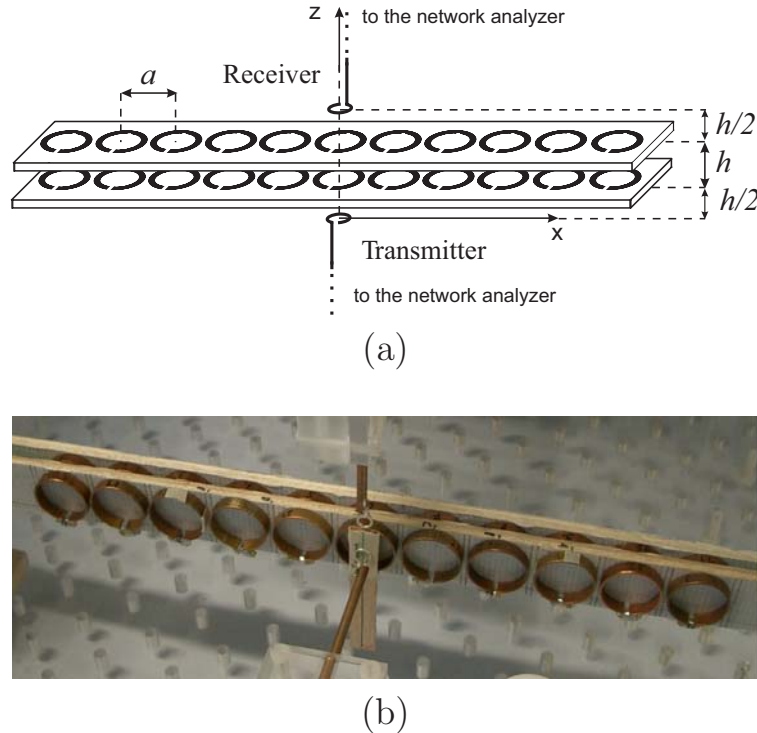 z
to the network analyzer
Receiver
a
h/2
h
h/2
x
Transmitter
to the network analyzer
(a)
(b)